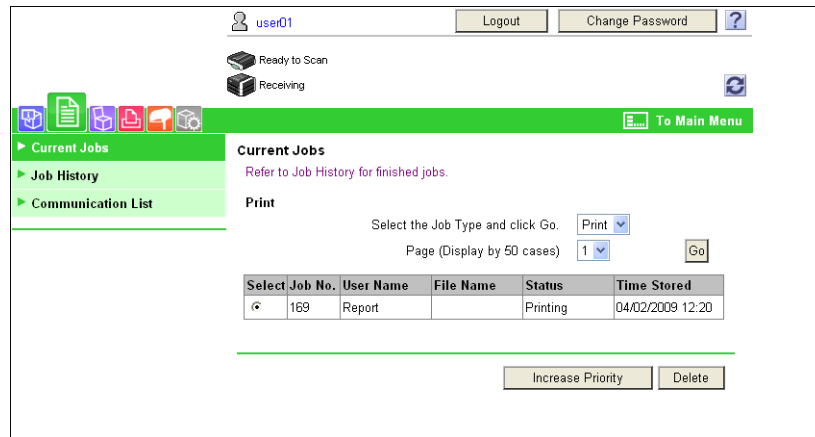 user01 Logout Change Password ?
Ready to Scan
Receiving
To Main Menu
Current Jobs
Job History
Communication List
Current Jobs
Refer to Job History for finished jobs.
Print
Select the Job Type and click Go. Print
Page (Display by 50 cases) 1 Go
Select Job No. User Name File Name Status Time Stored
169 Report Printing 04/02/2009 12:20
Increase Priority Delete